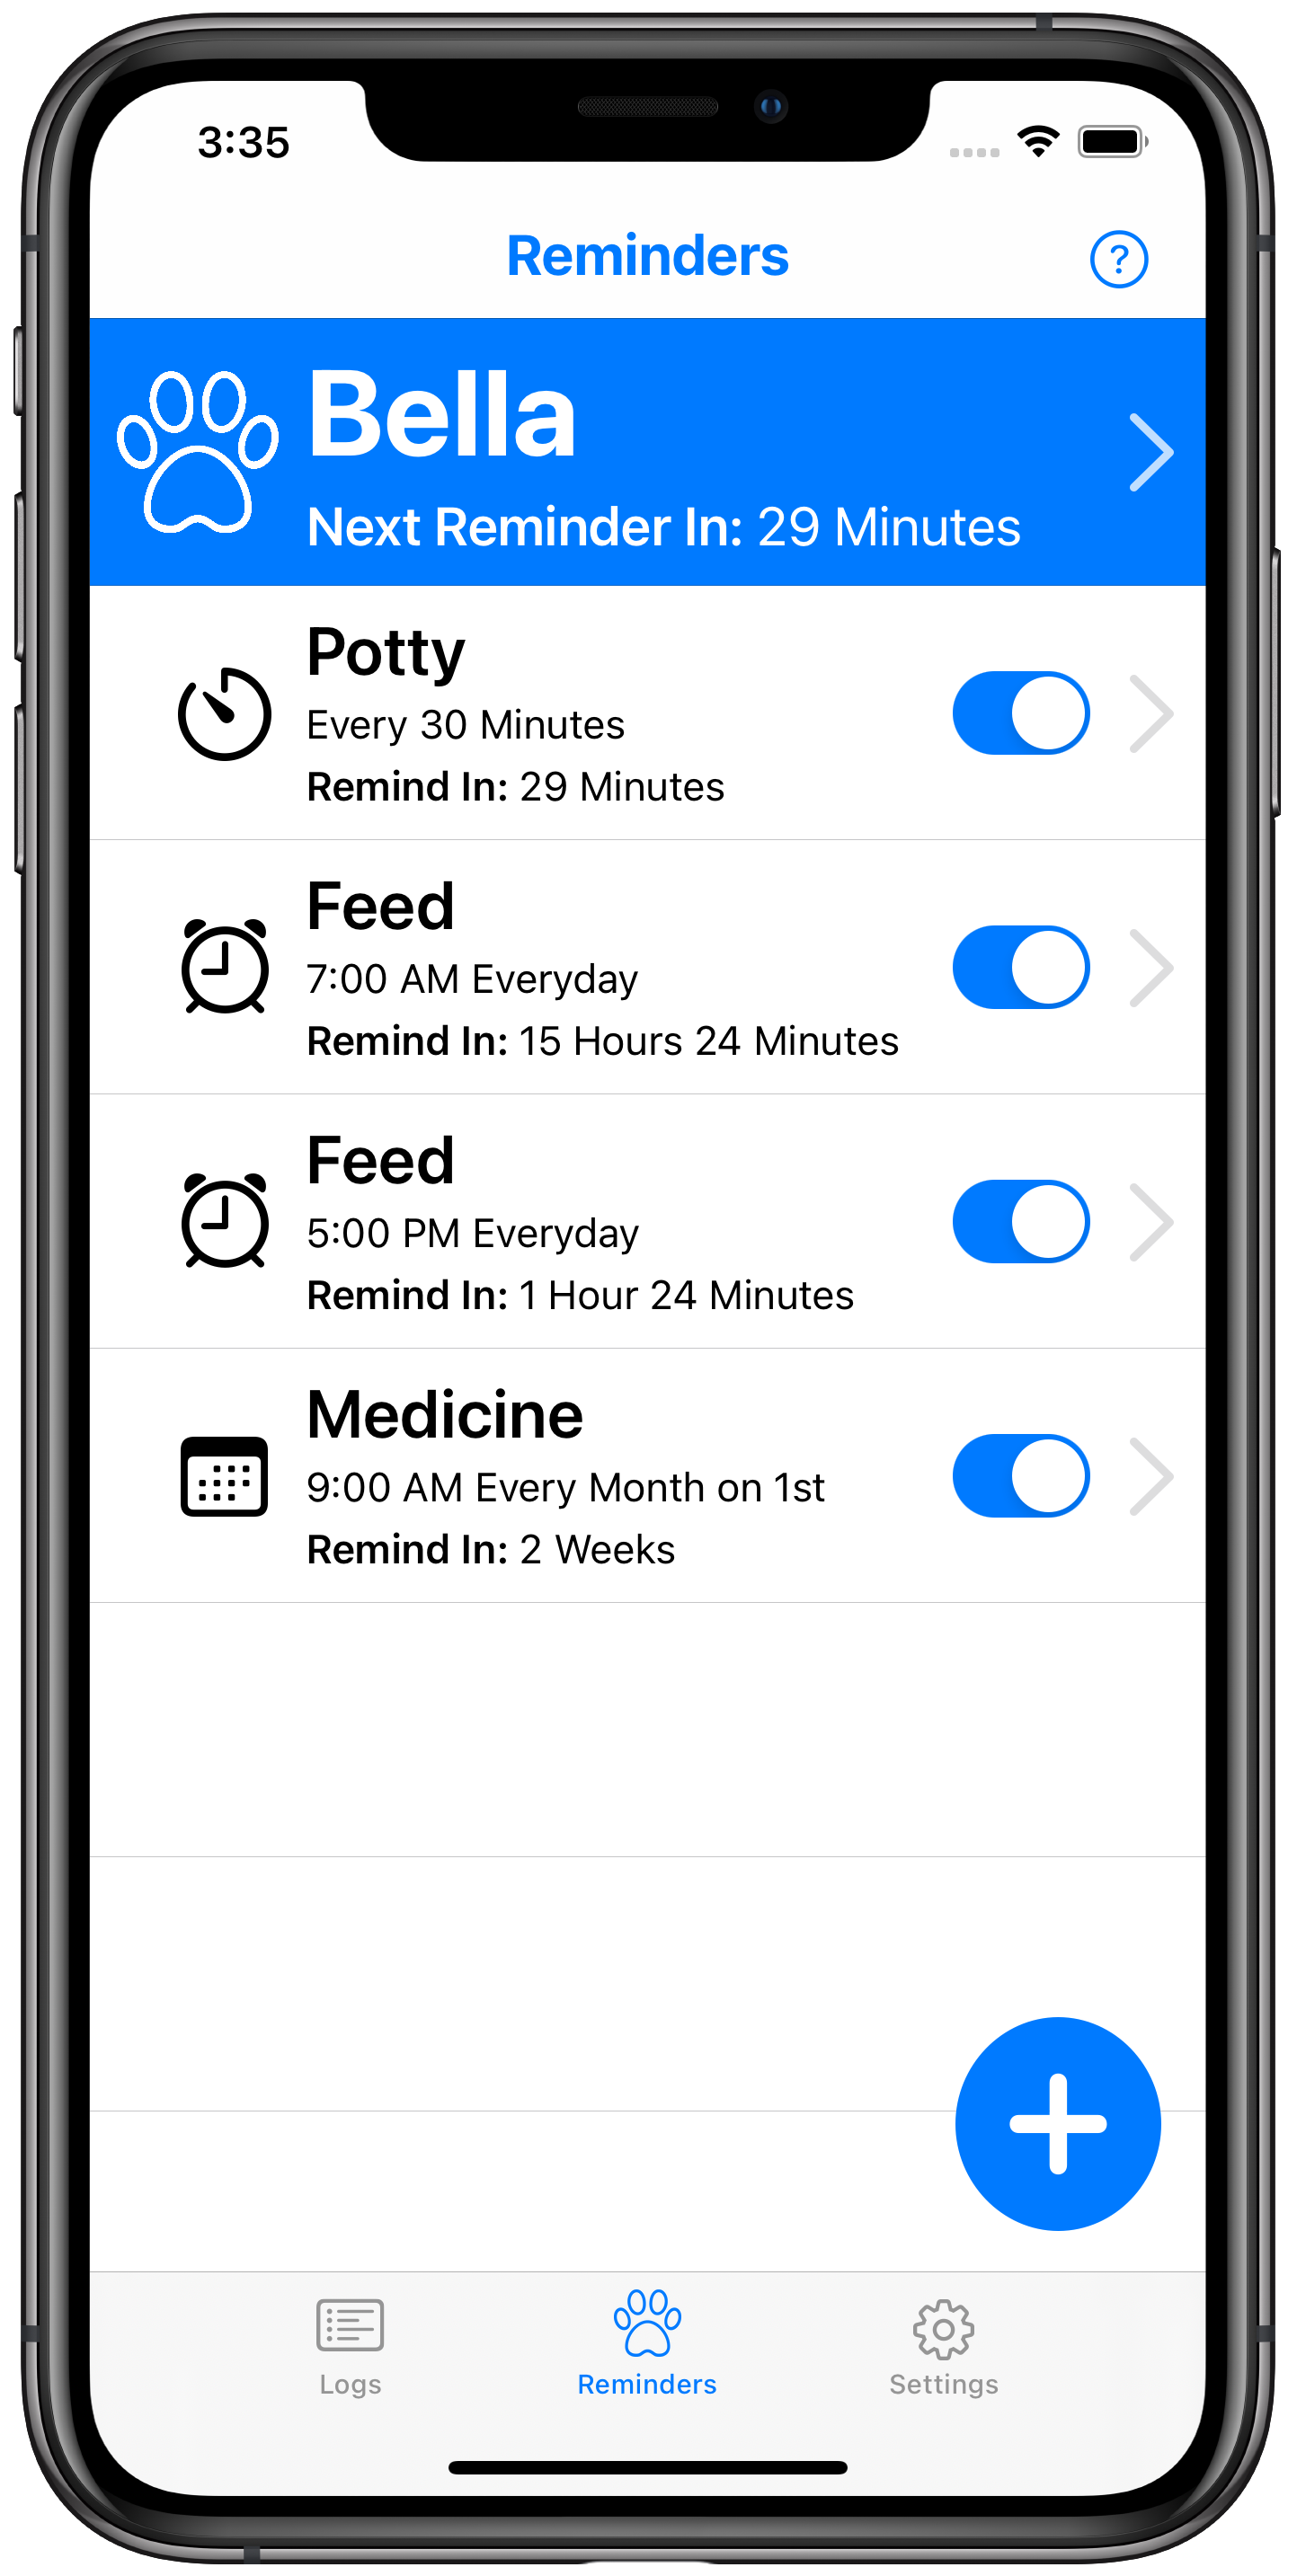 3:35
Reminders
?
Bella
Next Reminder In: 29 Minutes
Potty
Every 30 Minutes
Remind In: 29 Minutes
Feed
7:00 AM Everyday
Remind In: 15 Hours 24 Minutes
Feed
5:00 PM Everyday
Remind In: 1 Hour 24 Minutes
Medicine
9:00 AM Every Month on 1st
Remind In: 2 Weeks
Logs
Reminders
Settings